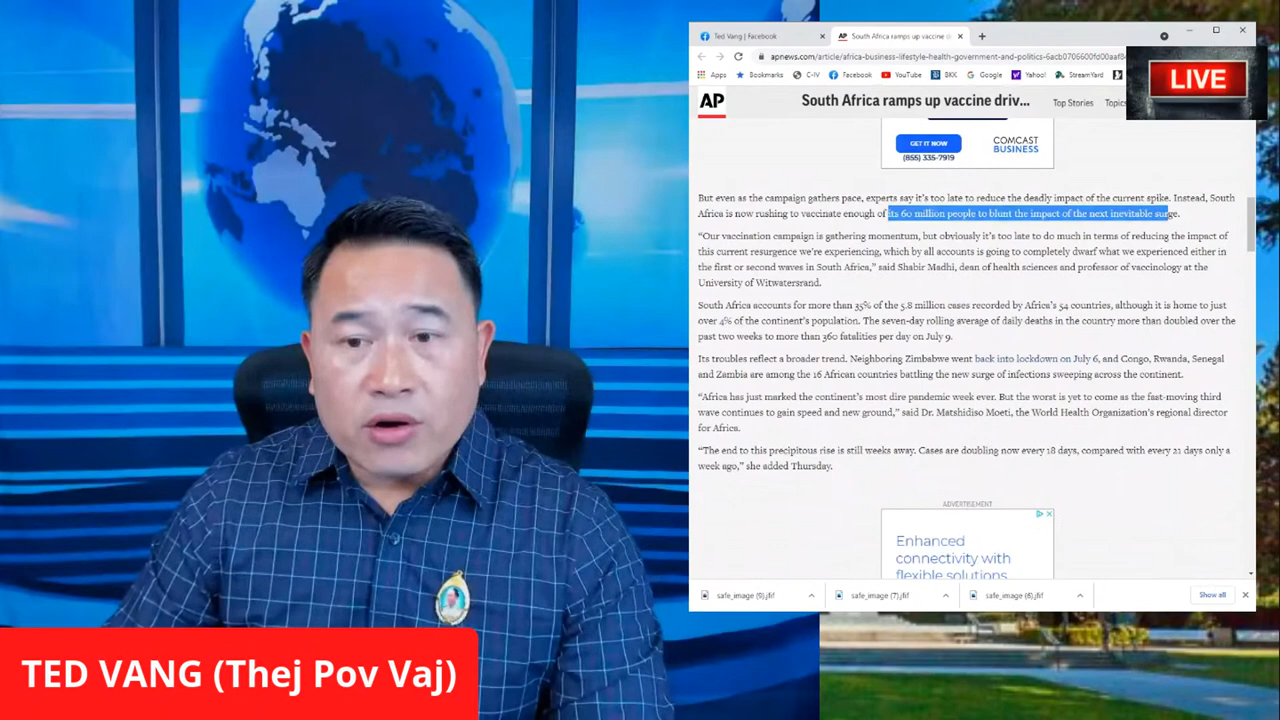 Ted Vang | Facebook
South Africa ramps up vaccine
apnews.com/article/africa-business-lifestyle-health-government-and-politics-6acb0706600fd00aaf8
Apps
Bookmarks
C-IV
Facebook
YouTube
BKK
Google
Yahoo!
StreamYard
LIVE
AP
South Africa ramps up vaccine driv...
Top Stories
Topics
GET IT NOW
(855) 335-7919
COMCAST
BUSINESS
But even as the campaign gathers pace, experts say it's too late to reduce the deadly impact of the current spike. Instead, South
Africa is now rushing to vaccinate enough of its 60 million people to blunt the impact of the next inevitable surge.
“Our vaccination campaign is gathering momentum, but obviously it's too late to do much in terms of reducing the impact of
this current resurgence we're experiencing, which by all accounts is going to completely dwarf what we experienced either in
the first or second waves in South Africa,” said Shabir Madhi, dean of health sciences and professor of vaccinology at the
University of Witwatersrand.
South Africa accounts for more than 35% of the 5.8 million cases recorded by Africa's 54 countries, although it is home to just
over 4% of the continent's population. The seven-day rolling average of daily deaths in the country more than doubled over the
past two weeks to more than 360 fatalities per day on July 9.
Its troubles reflect a broader trend. Neighboring Zimbabwe went back into lockdown on July 6, and Congo, Rwanda, Senegal
and Zambia are among the 16 African countries battling the new surge of infections sweeping across the continent.
“Africa has just marked the continent's most dire pandemic week ever. But the worst is yet to come as the fast-moving third
wave continues to gain speed and new ground,” said Dr. Matshidiso Moeti, the World Health Organization's regional director
for Africa.
“The end to this precipitous rise is still weeks away. Cases are doubling now every 18 days, compared with every 21 days only a
week ago,” she added Thursday.
ADVERTISEMENT
Enhanced
connectivity with
flexible solutions
safe_image (9).jfif
safe_image (7).jfif
safe_image (6).jfif
Show all
TED VANG (Thej Pov Vaj)